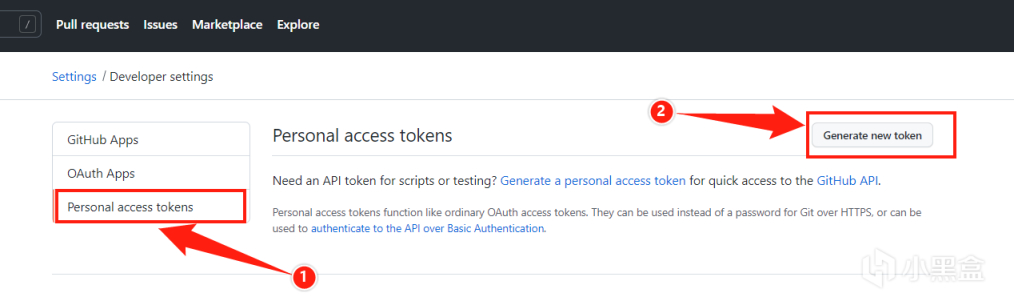 / Pull requests Issues Marketplace Explore
Settings / Developer settings
GitHub Apps
OAuth Apps
Personal access tokens
1
Personal access tokens
2
Generate new token
Need an API token for scripts or testing? Generate a personal access token for quick access to the GitHub API.
Personal access tokens function like ordinary OAuth access tokens. They can be used instead of a password for Git over HTTPS, or can be
used to authenticate to the API over Basic Authentication.
小黑盒